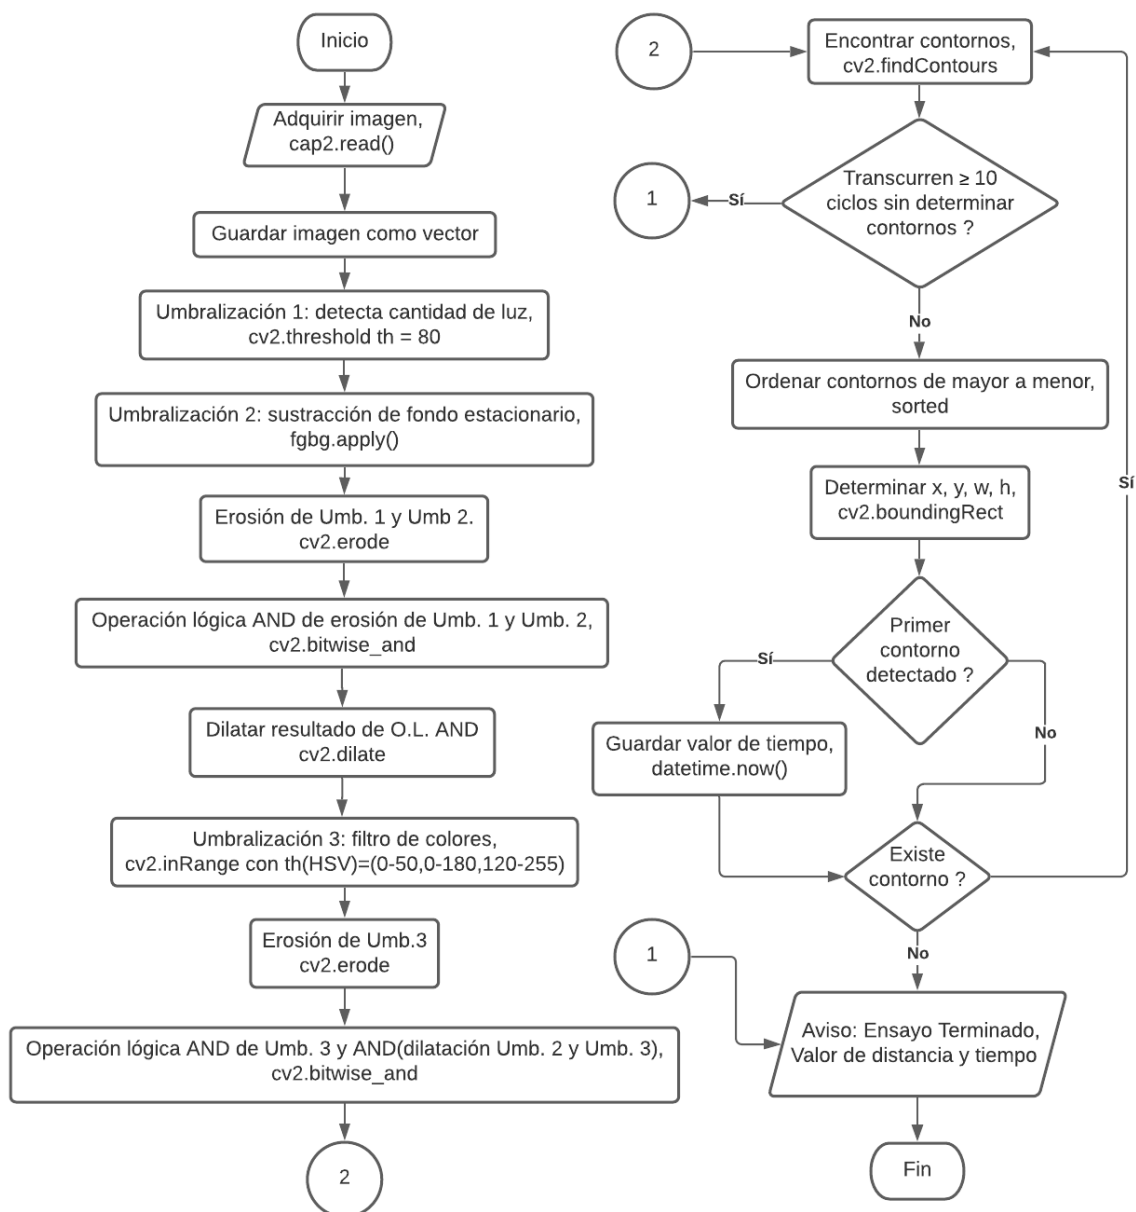 Inicio
Adquirir imagen,
cap2.read()
Guardar imagen como vector
Umbralización 1: detecta cantidad de luz,
cv2.threshold th = 80
Umbralización 2: sustracción de fondo estacionario,
fgbg.apply()
Erosión de Umb. 1 y Umb 2.
cv2.erode
Operación lógica AND de erosión de Umb. 1 y Umb. 2,
cv2.bitwise_and
Dilatar resultado de O.L. AND
cv2.dilate
Umbralización 3: filtro de colores,
cv2.inRange con th(HSV)=(0-50,0-180,120-255)
Erosión de Umb.3
cv2.erode
Operación lógica AND de Umb. 3 y AND(dilatación Umb. 2 y Umb. 3),
cv2.bitwise_and
2
2
Encontrar contornos,
cv2.findContours
Transcurren ≥ 10
ciclos sin determinar
contornos ?
Sí
1
No
Ordenar contornos de mayor a menor,
sorted
Determinar x, y, w, h,
cv2.boundingRect
Sí
Primer
contorno
detectado ?
Sí
No
Guardar valor de tiempo,
datetime.now()
Existe
contorno ?
No
1
Aviso: Ensayo Terminado,
Valor de distancia y tiempo
Fin